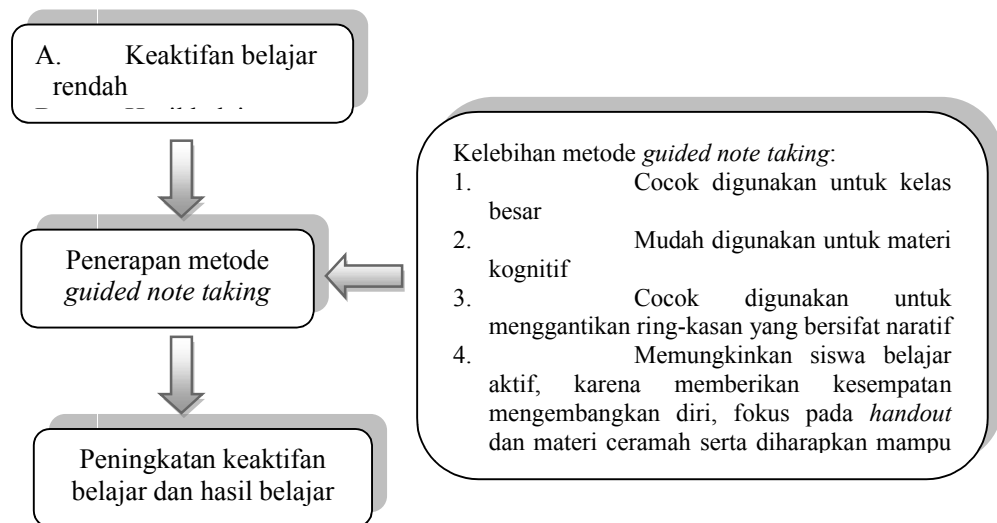 A. Keaktifan belajar
rendah
Kelebihan metode guided note taking:
1. Cocok digunakan untuk kelas
besar
2. Mudah digunakan untuk materi
kognitif
3. Cocok digunakan untuk
menggantikan ring-kasan yang bersifat naratif
4. Memungkinkan siswa belajar
aktif, karena memberikan kesempatan
mengembangkan diri, fokus pada handout
dan materi ceramah serta diharapkan mampu
Penerapan metode
guided note taking
Peningkatan keaktifan
belajar dan hasil belajar